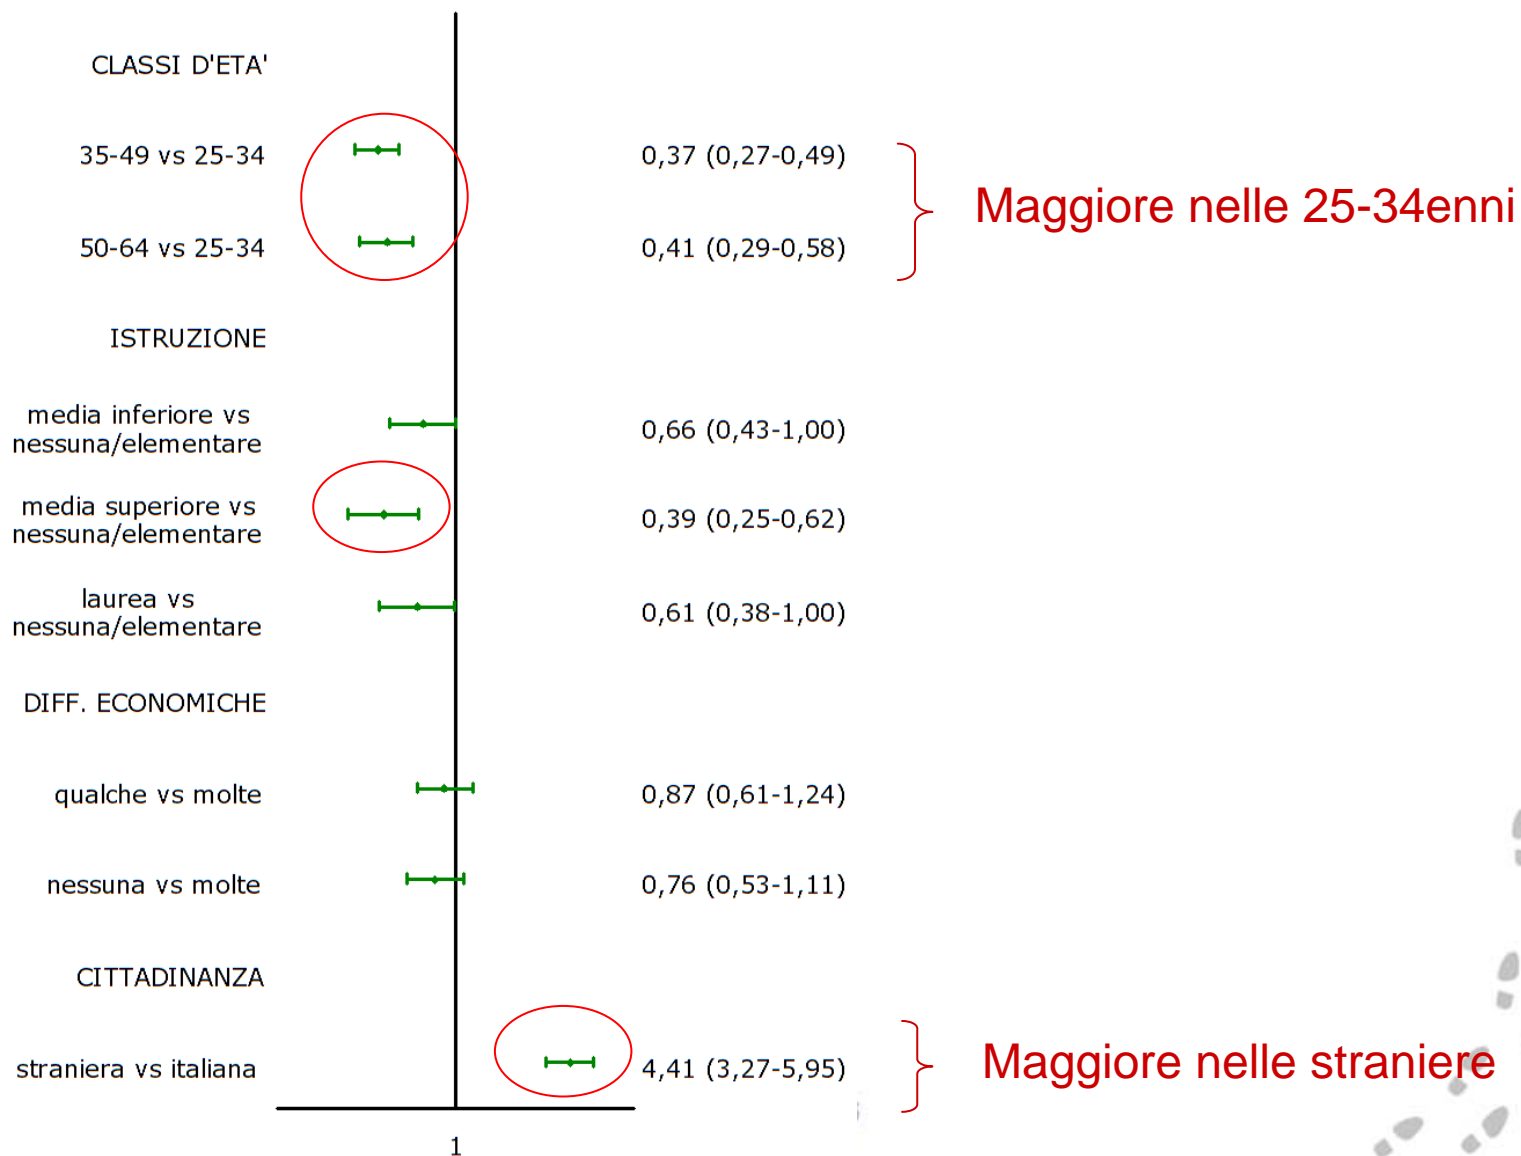 CLASSI D'ETA'
35-49 vs 25-34 0,37 (0,27-0,49)
Maggiore nelle 25-34enni
50-64 vs 25-34 0,41 (0,29-0,58)
ISTRUZIONE
media inferiore vs
nessuna/elementare 0,66 (0,43-1,00)
media superiore vs
nessuna/elementare 0,39 (0,25-0,62)
laurea vs
nessuna/elementare 0,61 (0,38-1,00)
DIFF. ECONOMICHE
qualche vs molte 0,87 (0,61-1,24)
nessuna vs molte 0,76 (0,53-1,11)
CITTADINANZA
straniera vs italiana 4,41 (3,27-5,95) Maggiore nelle straniere
1